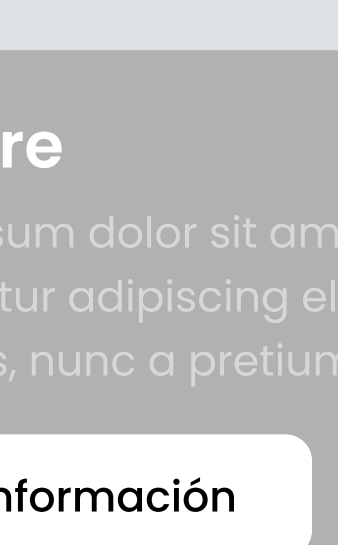 re
sum dolor sit am
tur adipiscing el
s, nunc a pretium
nformación